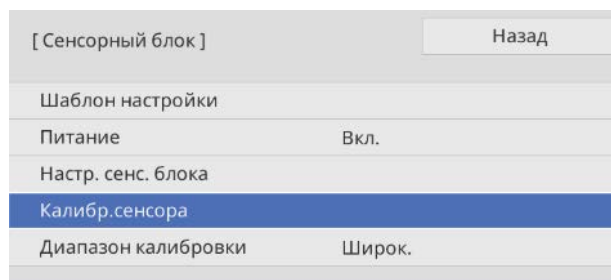 [ Сенсорный блок ]
Назад
Шаблон настройки
Питание Вкл.
Настр. сенс. блока
Калибр.сенсора
Диапазон калибровки Широк.